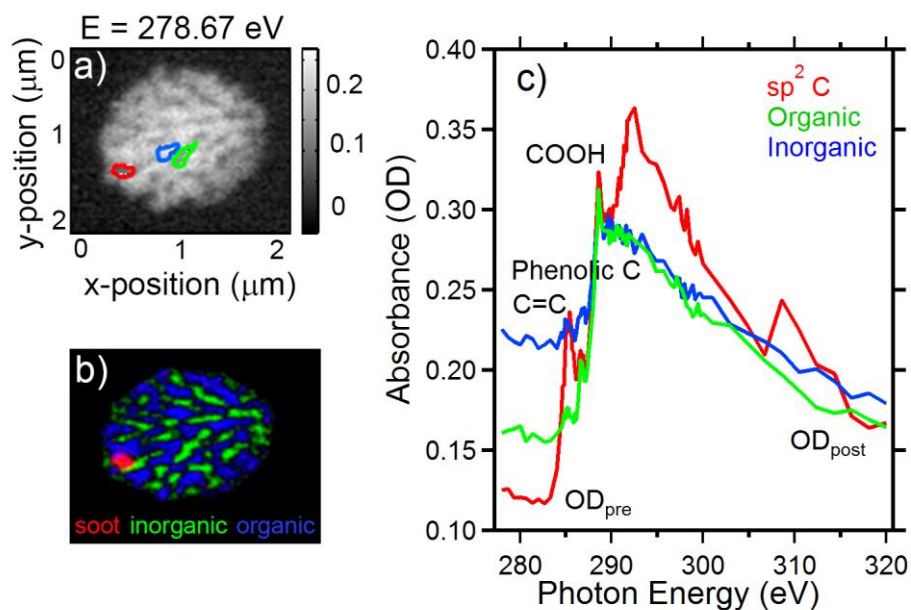 E = 278.67 eV
a)
0
1
2
y-position (μm)
0 1 2
x-position (μm)
0.2
0.1
0
b)
soot inorganic organic
c)
sp² C
Organic
Inorganic
COOH
Phenolic C
C=C
OD_pre
OD_post
0.40
0.35
0.30
0.25
0.20
0.15
0.10
Absorbance (OD)
280 290 300 310 320
Photon Energy (eV)